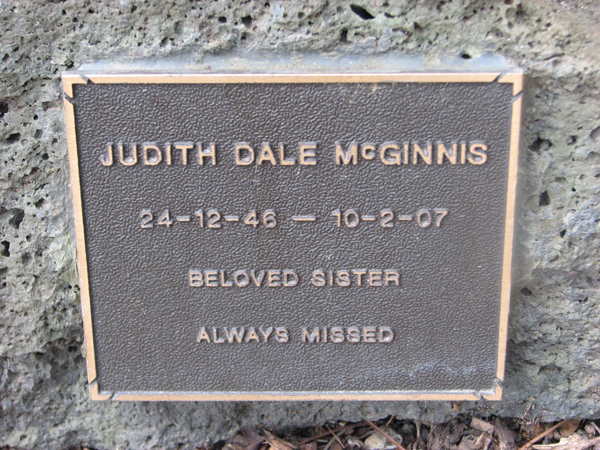 JUDITH DALE McGINNIS
24-12-46 — 10-2-07
BELOVED SISTER
ALWAYS MISSED